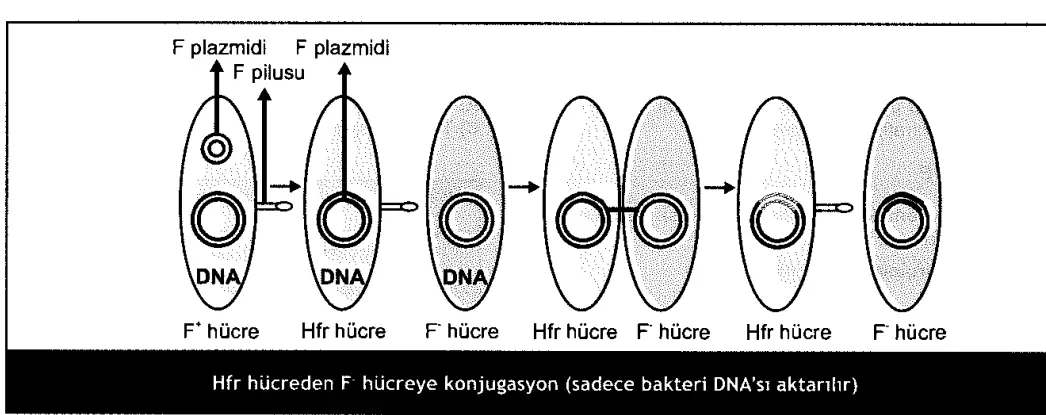 F plazmidi F plazmidi
F pilusu
DNA DNA DNA
F⁺ hücre Hfr hücre F⁻ hücre Hfr hücre F⁻ hücre Hfr hücre F⁻ hücre
Hfr hücreden F⁻ hücreye konjugasyon (sadece bakteri DNA'sı aktarılır)